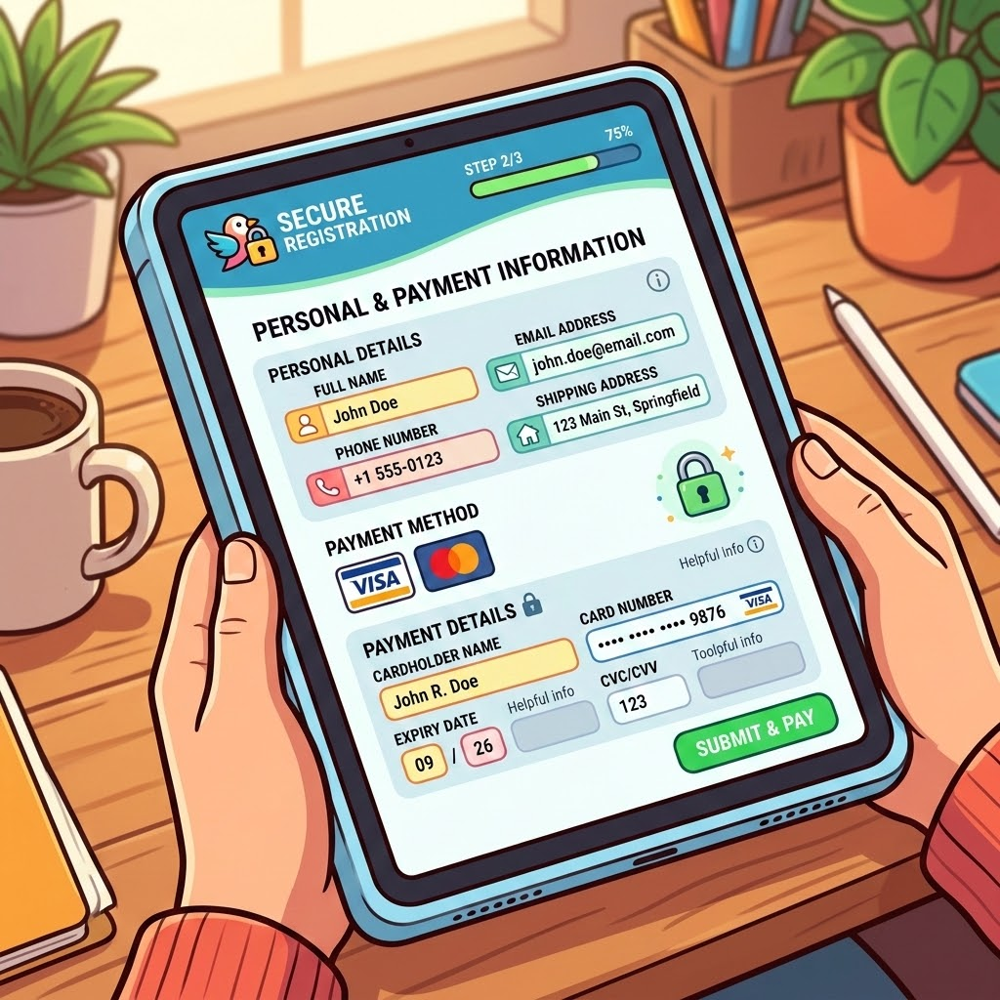 STEP 2/3
75%
SECURE
REGISTRATION
PERSONAL & PAYMENT INFORMATION
PERSONAL DETAILS
FULL NAME
John Doe
EMAIL ADDRESS
john.doe@email.com
PHONE NUMBER
+1 555-0123
SHIPPING ADDRESS
123 Main St, Springfield
PAYMENT METHOD
VISA
Helpful info
PAYMENT DETAILS
CARDHOLDER NAME
John R. Doe
CARD NUMBER
•••• •••• •••• 9876
VISA
EXPIRY DATE
09 / 26
Helpful info
CVC/CVV
123
Toolpful info
SUBMIT & PAY